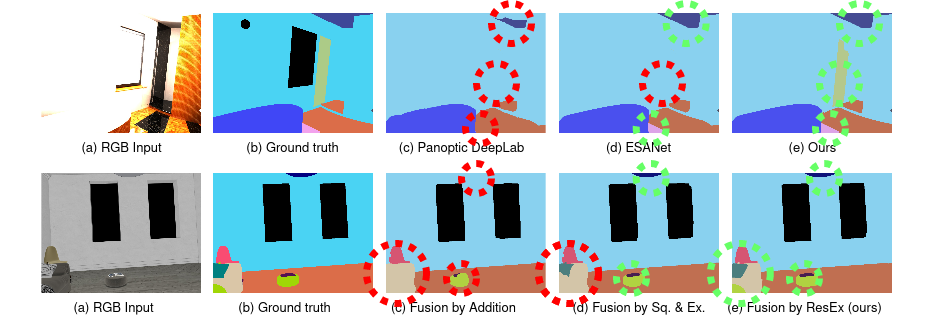 (a) RGB Input (b) Ground truth (c) Panoptic DeepLab (d) ESANet (e) Ours
(a) RGB Input (b) Ground truth (c) Fusion by Addition (d) Fusion by Sq. & Ex. (e) Fusion by ResEx (ours)